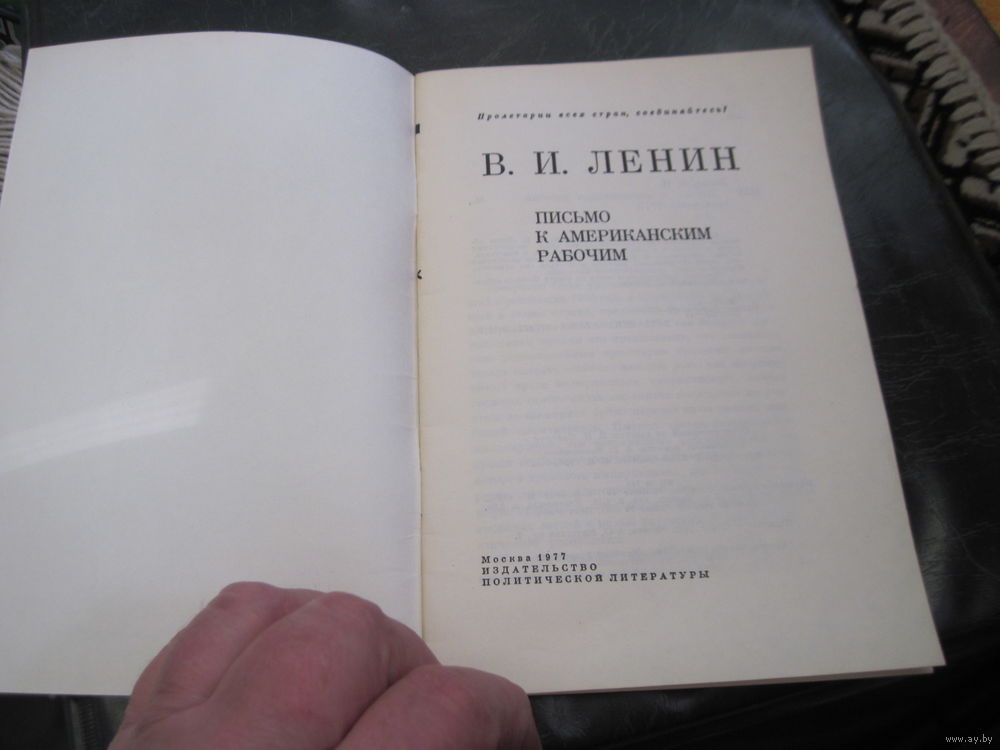 Пролетарии всех стран, соединяйтесь!
В. И. ЛЕНИН
ПИСЬМО
К АМЕРИКАНСКИМ
РАБОЧИМ
Москва 1977
ИЗДАТЕЛЬСТВО
ПОЛИТИЧЕСКОЙ ЛИТЕРАТУРЫ
www.ay.by